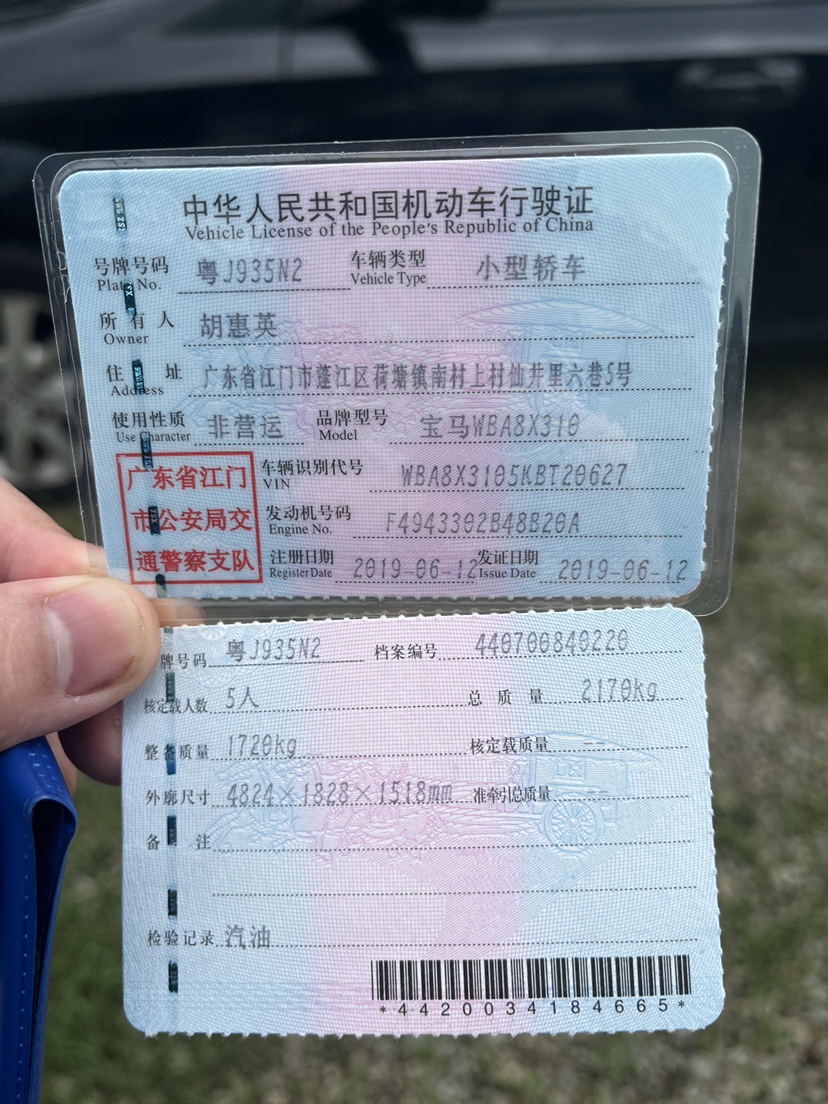 中华人民共和国机动车行驶证
Vehicle License of the People's Republic of China
号牌号码 粤J935N2 车辆类型 小型轿车
Plate No. Vehicle Type
所有人 胡惠英
Owner
住址 广东省江门市蓬江区荷塘镇南村上村仙井里六巷5号
Address
使用性质 非营运 品牌型号 宝马WBA8X310
Use Character Model
广东省江门
市公安局交
通警察支队
车辆识别代号 WBA8X3105KBT20627
VIN
发动机号码 F4943302B48B20A
Engine No.
注册日期 2019-06-12 发证日期 2019-06-12
Register Date Issue Date
牌号码 粤J935N2 档案编号 440700840220
核定载人数 5人 总质量 2170kg
整备质量 1720kg 核定载质量 --
外廓尺寸 4824×1828×1518mm 准牵引总质量 --
备注
检验记录 汽油
*4420034184665*